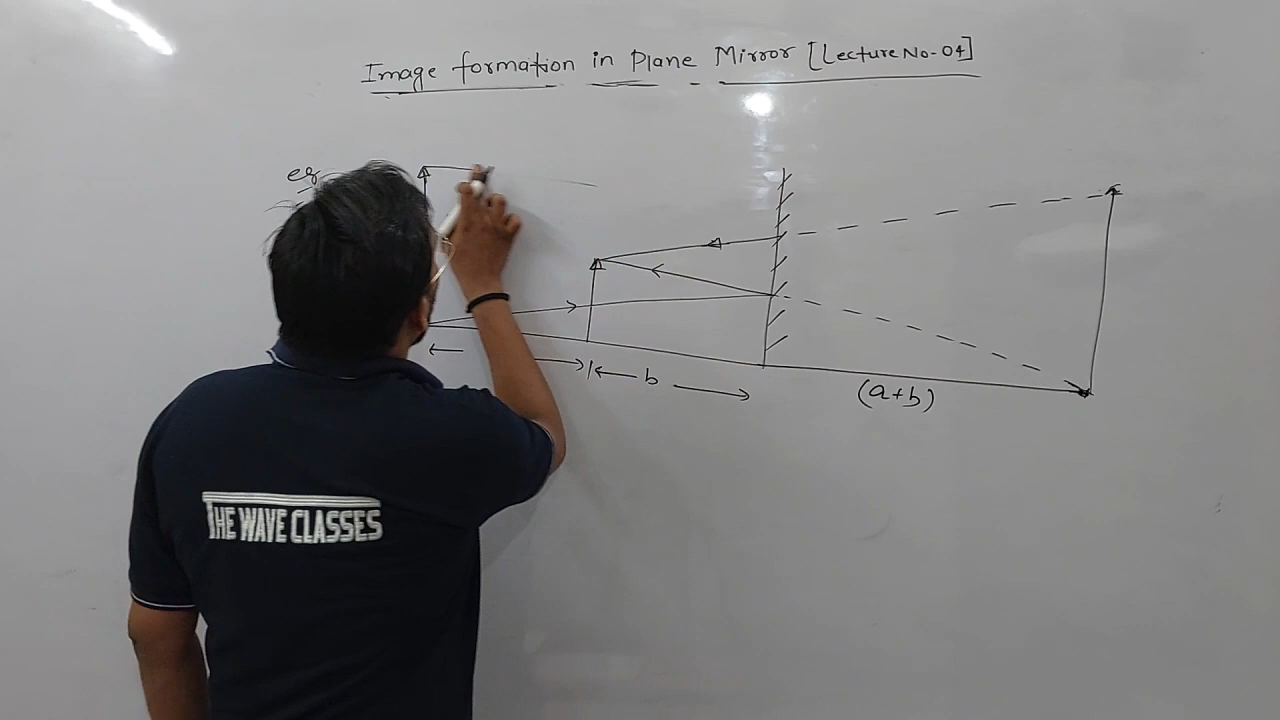 Image formation in Plane Mirror [Lecture No-04]
eg
b
(a+b)
THE WAVE CLASSES